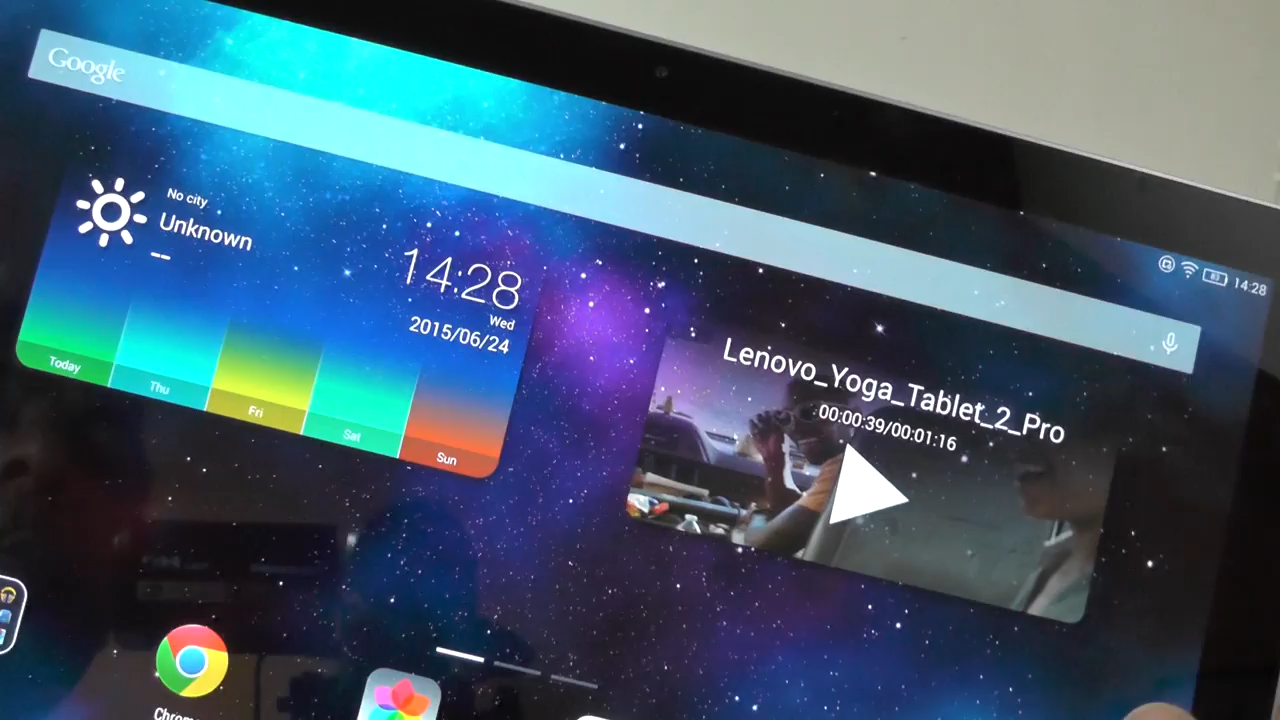 Google
No city
Unknown
--
14:28
Wed
2015/06/24
Today
Thu
Fri
Sat
Sun
14:28
Lenovo_Yoga_Tablet_2_Pro
00:00:39/00:01:16